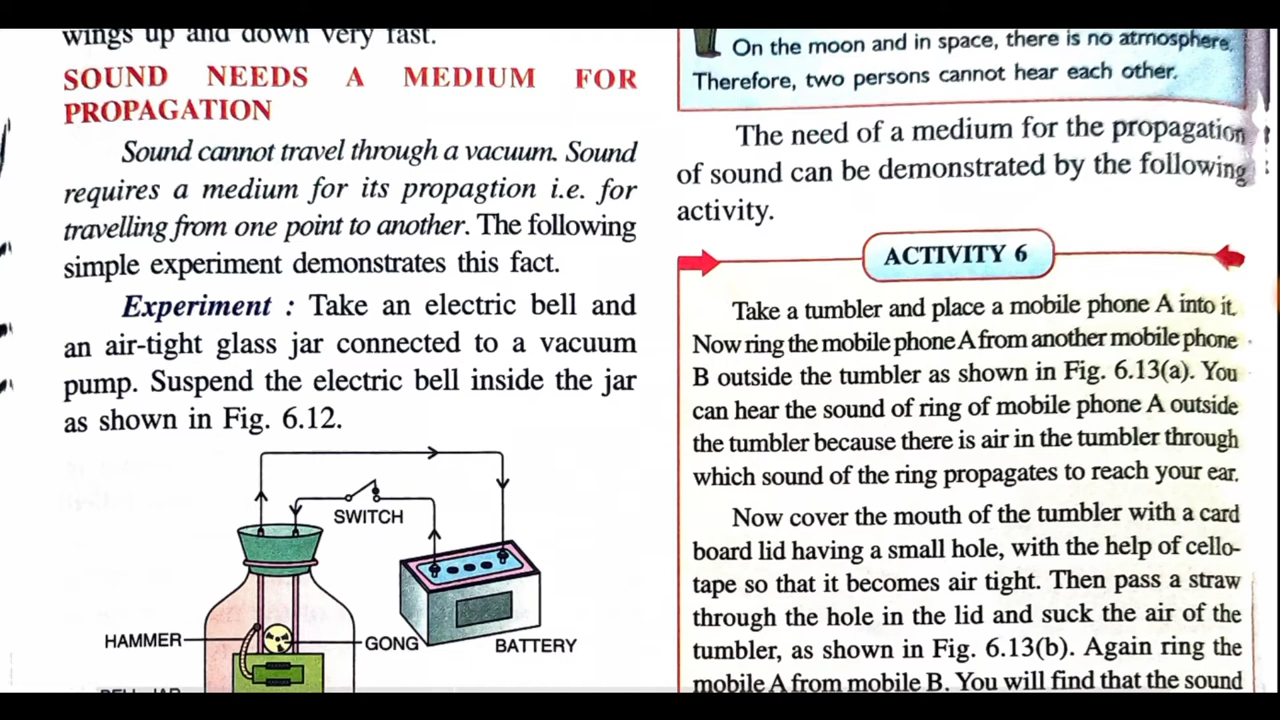 wings up and down very fast.
SOUND NEEDS A MEDIUM FOR
PROPAGATION
Sound cannot travel through a vacuum. Sound
requires a medium for its propagtion i.e. for
travelling from one point to another. The following
simple experiment demonstrates this fact.
Experiment : Take an electric bell and
an air-tight glass jar connected to a vacuum
pump. Suspend the electric bell inside the jar
as shown in Fig. 6.12.
SWITCH
HAMMER
GONG
BATTERY
BELL JAR
On the moon and in space, there is no atmosphere.
Therefore, two persons cannot hear each other.
The need of a medium for the propagation
of sound can be demonstrated by the following
activity.
ACTIVITY 6
Take a tumbler and place a mobile phone A into it.
Now ring the mobile phone A from another mobile phone
B outside the tumbler as shown in Fig. 6.13(a). You
can hear the sound of ring of mobile phone A outside
the tumbler because there is air in the tumbler through
which sound of the ring propagates to reach your ear.
Now cover the mouth of the tumbler with a card
board lid having a small hole, with the help of cello-
tape so that it becomes air tight. Then pass a straw
through the hole in the lid and suck the air of the
tumbler, as shown in Fig. 6.13(b). Again ring the
mobile A from mobile B. You will find that the sound